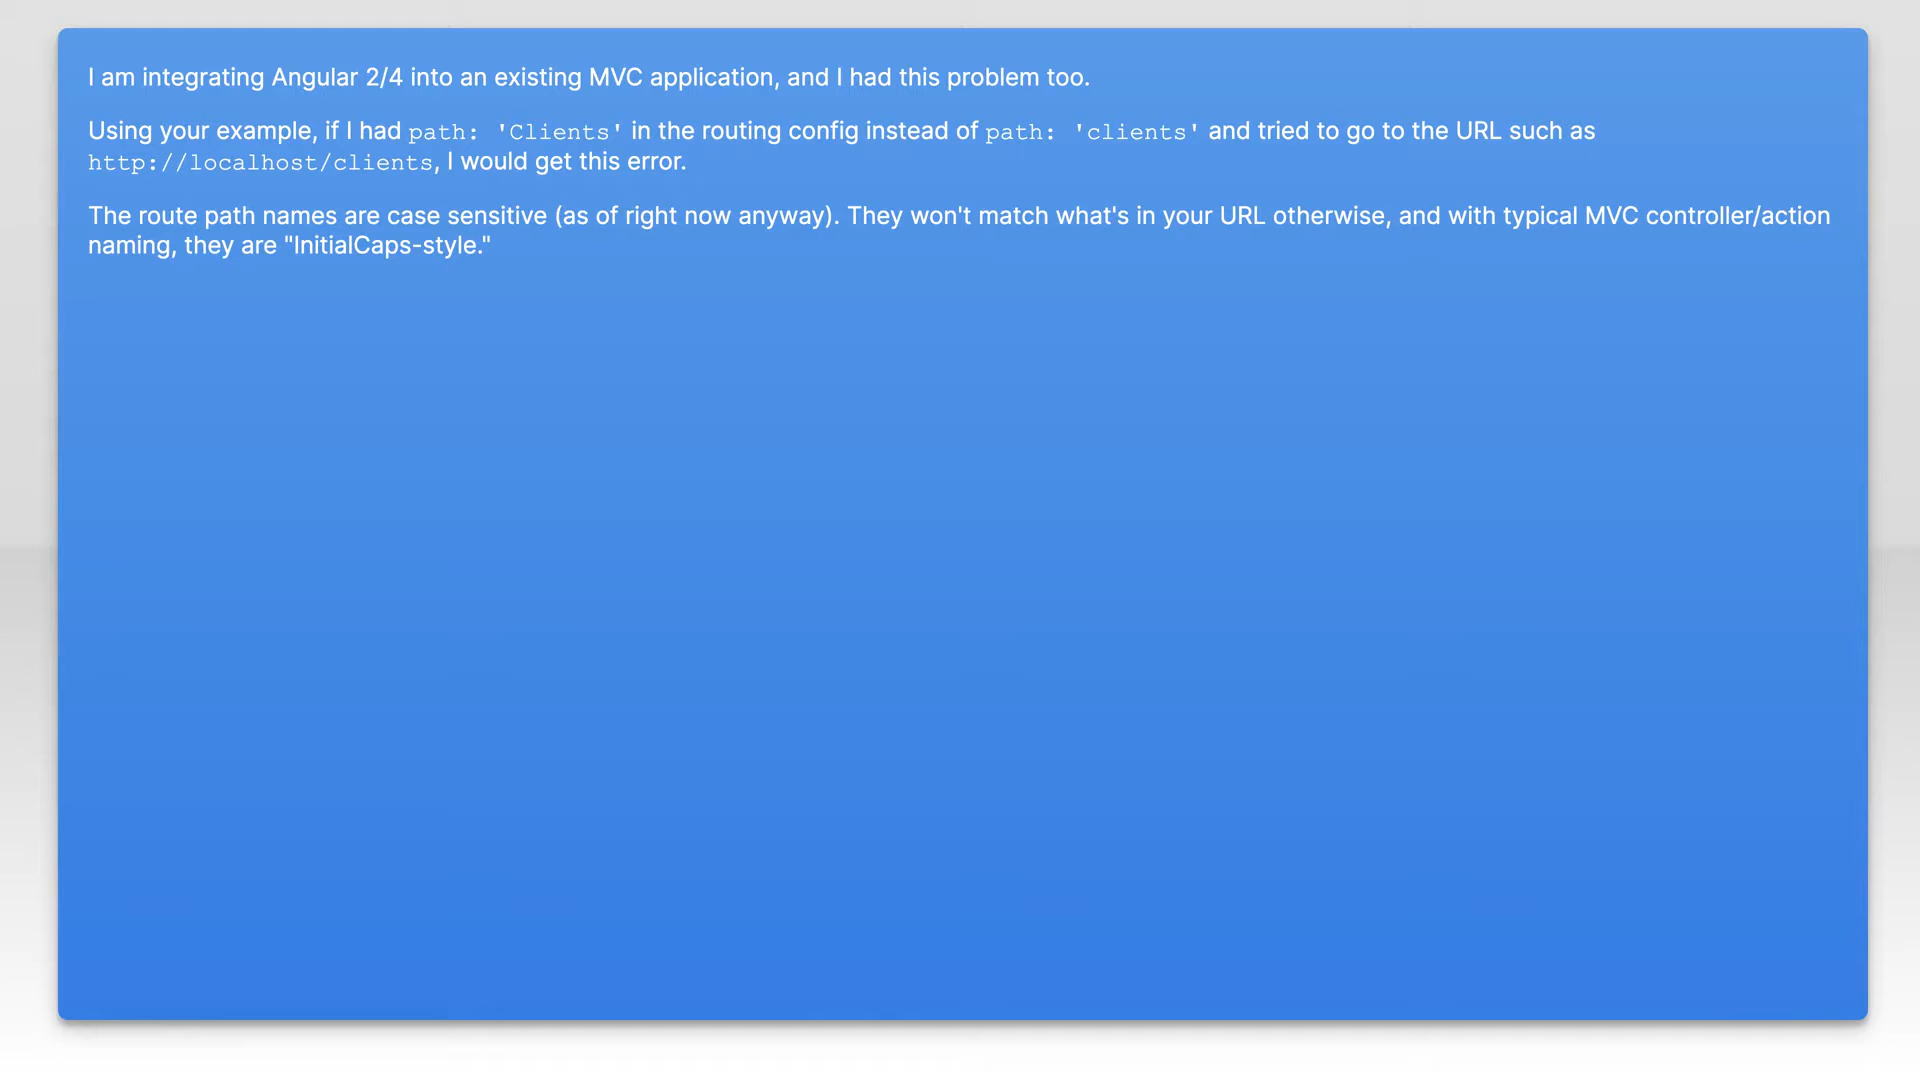 I am integrating Angular 2/4 into an existing MVC application, and I had this problem too.
Using your example, if I had path: 'Clients' in the routing config instead of path: 'clients' and tried to go to the URL such as
http://localhost/clients, I would get this error.
The route path names are case sensitive (as of right now anyway). They won't match what's in your URL otherwise, and with typical MVC controller/action
naming, they are "InitialCaps-style."